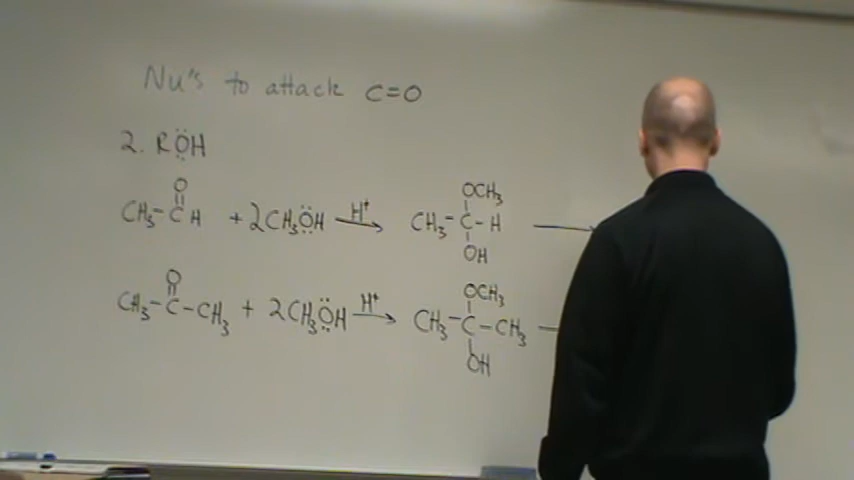 Nu's to attack C=O
2. RÖH
O OCH₃
CH₃-C H + 2CH₃ÖH H⁺ → CH₃-C-H →
OH
O OCH₃
CH₃-C-CH₃ + 2CH₃ÖH H⁺ → CH₃-C-CH₃ —
OH